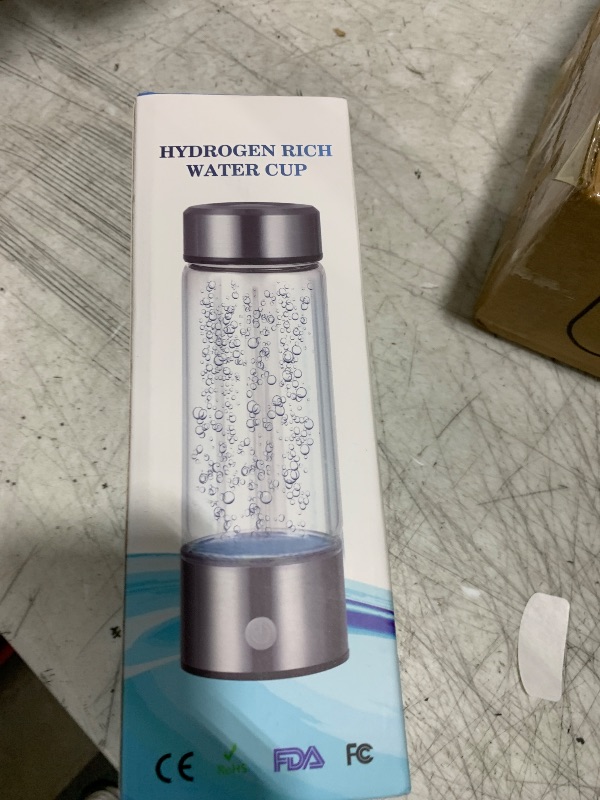 HYDROGEN RICH
WATER CUP
CE RoHS FDA FC